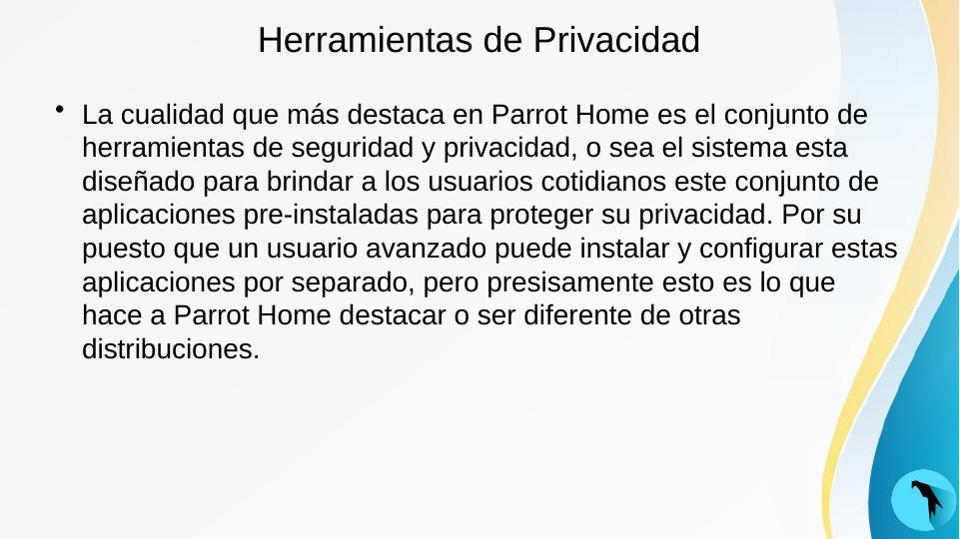 Herramientas de Privacidad
• La cualidad que más destaca en Parrot Home es el conjunto de
herramientas de seguridad y privacidad, o sea el sistema esta
diseñado para brindar a los usuarios cotidianos este conjunto de
aplicaciones pre-instaladas para proteger su privacidad. Por su
puesto que un usuario avanzado puede instalar y configurar estas
aplicaciones por separado, pero presisamente esto es lo que
hace a Parrot Home destacar o ser diferente de otras
distribuciones.